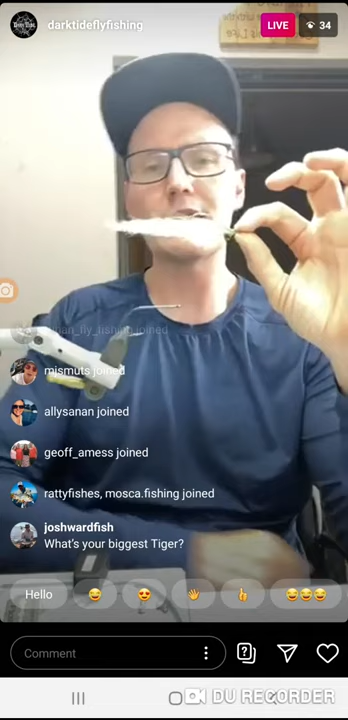 darktideflyfishing
LIVE
34
joined
mismuts joined
allysanan joined
geoff_amess joined
rattyfishes, mosca.fishing joined
joshwardfish
What's your biggest Tiger?
Hello
Comment
DU RECORDER